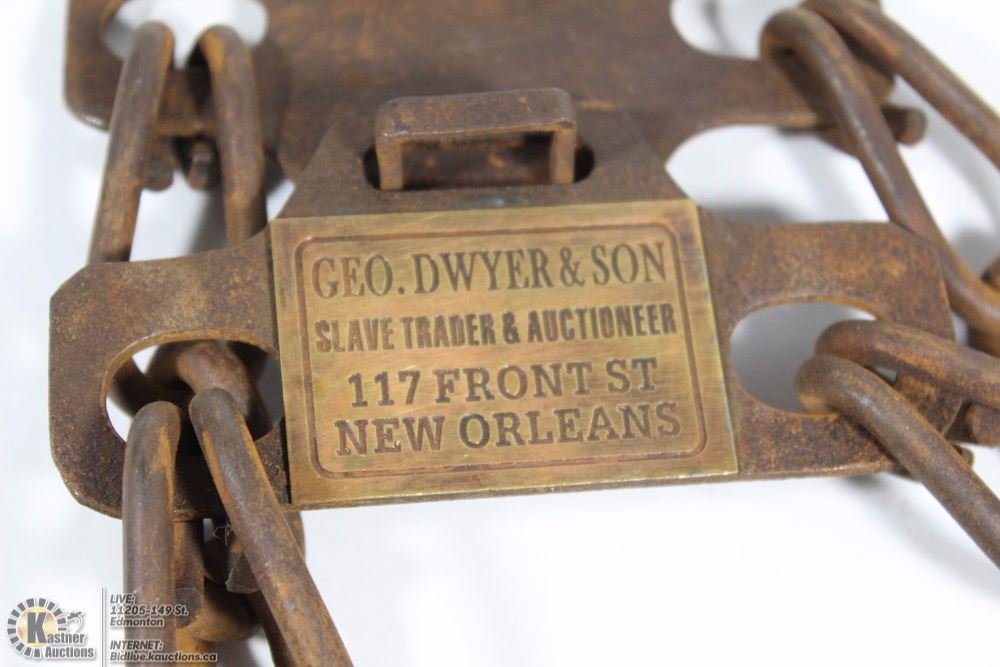 GEO. DWYER & SON
SLAVE TRADER & AUCTIONEER
117 FRONT ST
NEW ORLEANS
Kastner
Auctions
LIVE:
11205-149 St.
Edmonton
INTERNET:
Bidlive.kauctions.ca